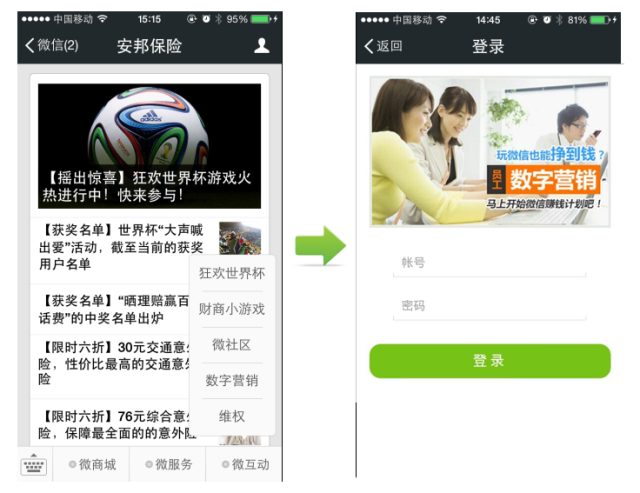 中国移动
15:15
95%
微信(2)
安邦保险
adidas
【摇出惊喜】狂欢世界杯游戏火
热进行中！快来参与！
【获奖名单】世界杯“大声喊
出爱”活动，截至当前的获奖
用户名单
【获奖名单】“晒理赔赢百
话费”的中奖名单出炉
【限时六折】30元交通意
险，性价比最高的交通意
险
【限时六折】76元综合意
险，保障最全面的的意外险
狂欢世界杯
财商小游戏
微社区
数字营销
维权
微商城
微服务
微互动
中国移动
14:45
81%
返回
登录
玩微信也能挣到钱？
员工
数字营销
马上开始微信赚钱计划吧！
帐号
密码
登录